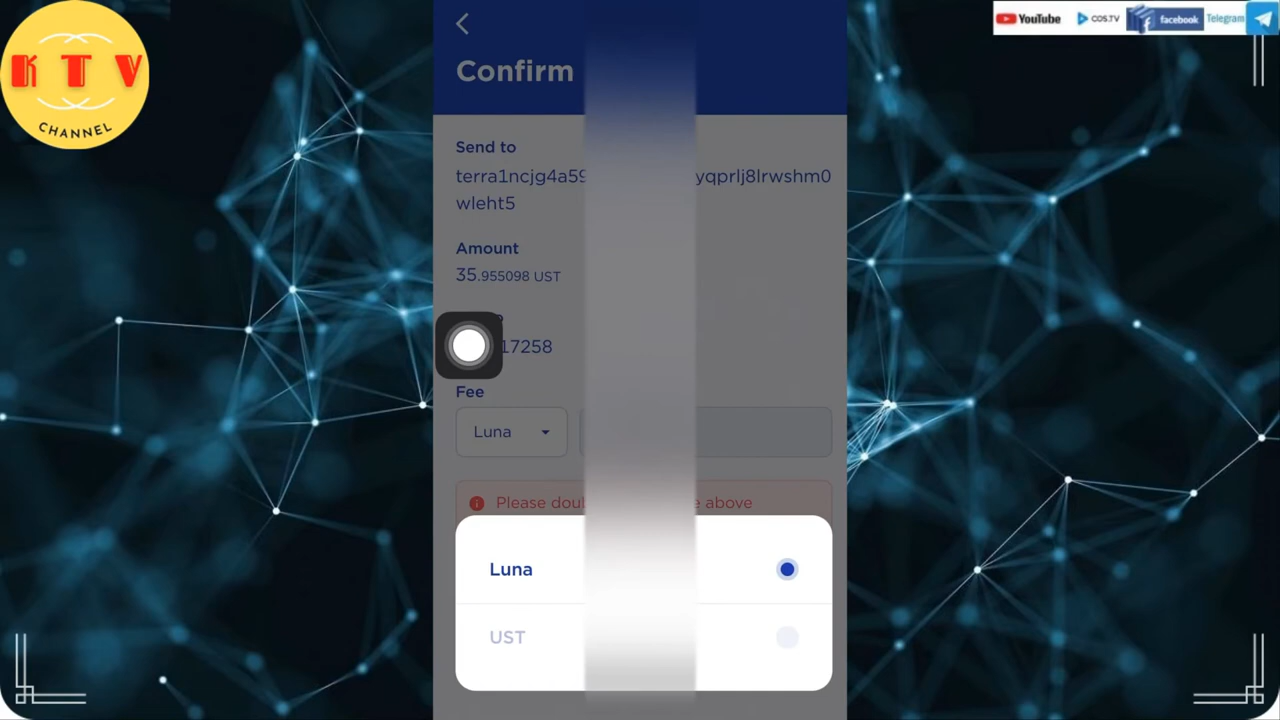 KTV
CHANNEL
YouTube
COS.TV
facebook
Telegram
Confirm
Send to
terra1ncjg4a59 yqprlj8lrwshm0
wleht5
Amount
35.955098 UST
17258
Fee
Luna
Please above
Luna
UST